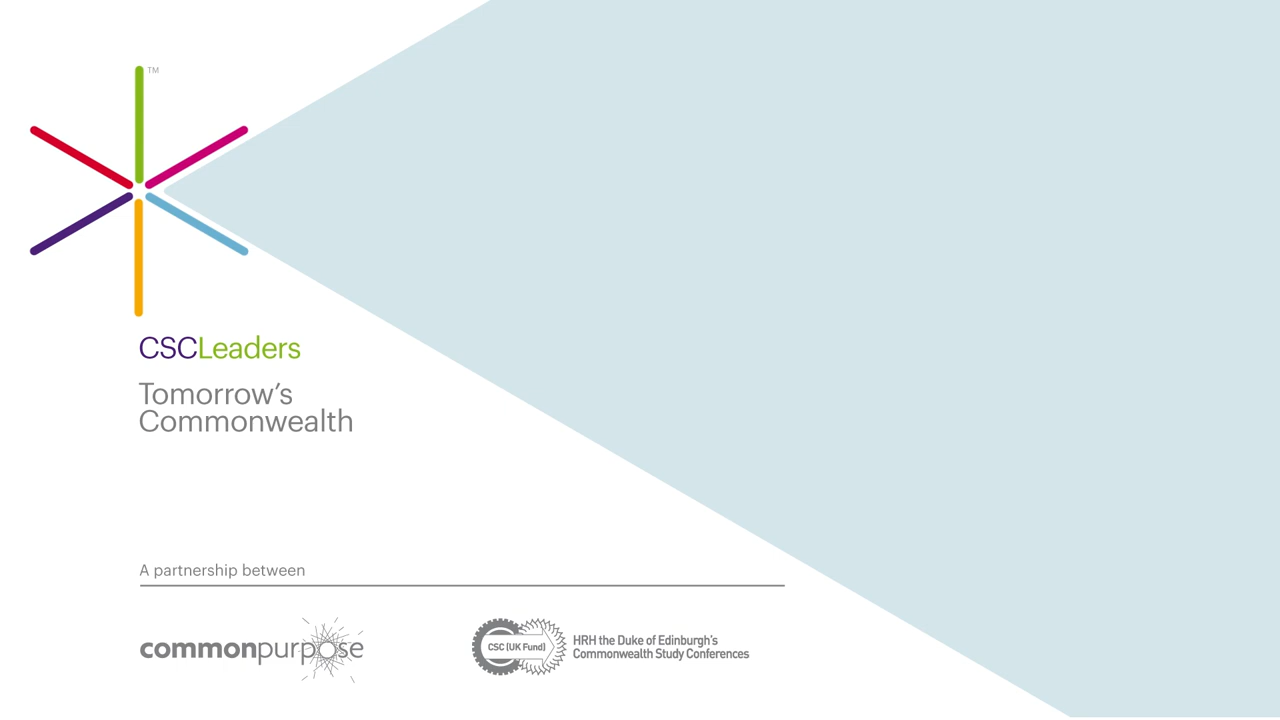 TM
CSCLeaders
Tomorrow’s
Commonwealth
A partnership between
commonpurpose
CSC (UK Fund)
HRH the Duke of Edinburgh’s
Commonwealth Study Conferences